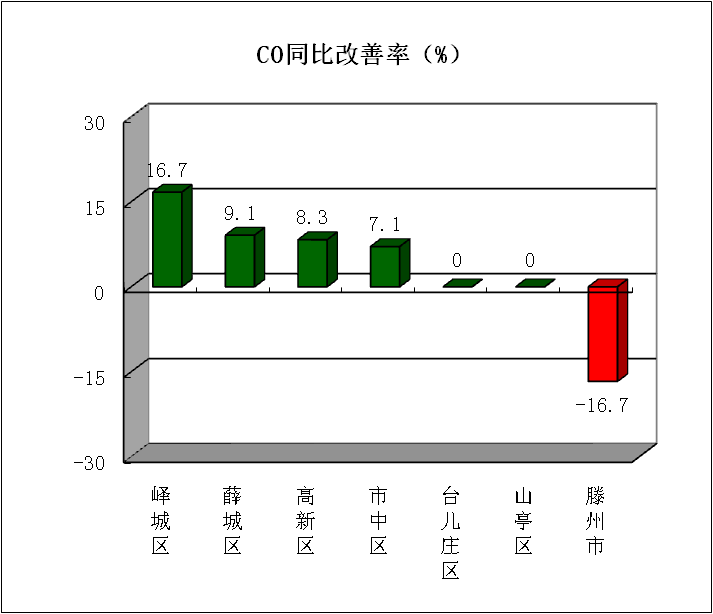 CO同比改善率（%）
30
15
0
-15
-30
16.7
9.1
8.3
7.1
0
0
-16.7
峄城区
薛城区
高新区
市中区
台儿庄区
山亭区
滕州市